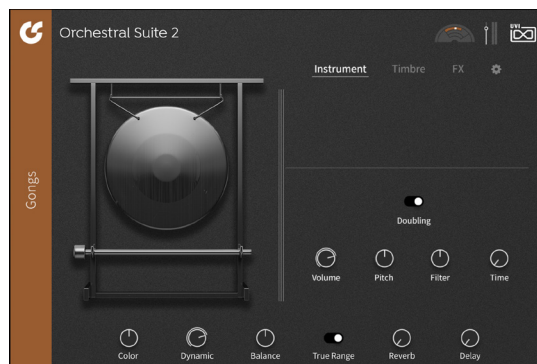 Orchestral Suite 2
UVI
Instrument Timbre FX
Gongs
Doubling
Volume Pitch Filter Time
Color Dynamic Balance True Range Reverb Delay